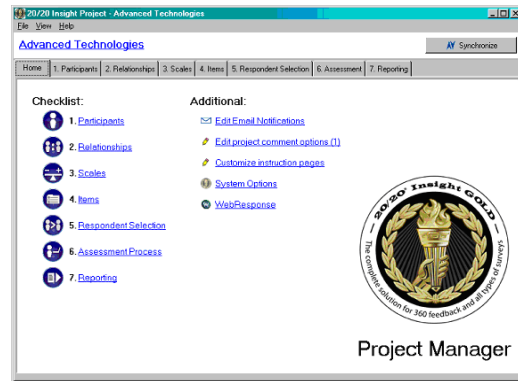 20/20 Insight Project - Advanced Technologies
File View Help
Advanced Technologies
Synchronize
Home 1. Participants 2. Relationships 3. Scales 4. Items 5. Respondent Selection 6. Assessment 7. Reporting
Checklist:
1. Participants
2. Relationships
3. Scales
4. Items
5. Respondent Selection
6. Assessment Process
7. Reporting
Additional:
Edit Email Notifications
Edit project comment options (1)
Customize instruction pages
System Options
WebResponse
20/20® Insight GOLD
The complete solution for 360 feedback and all types of surveys
Project Manager